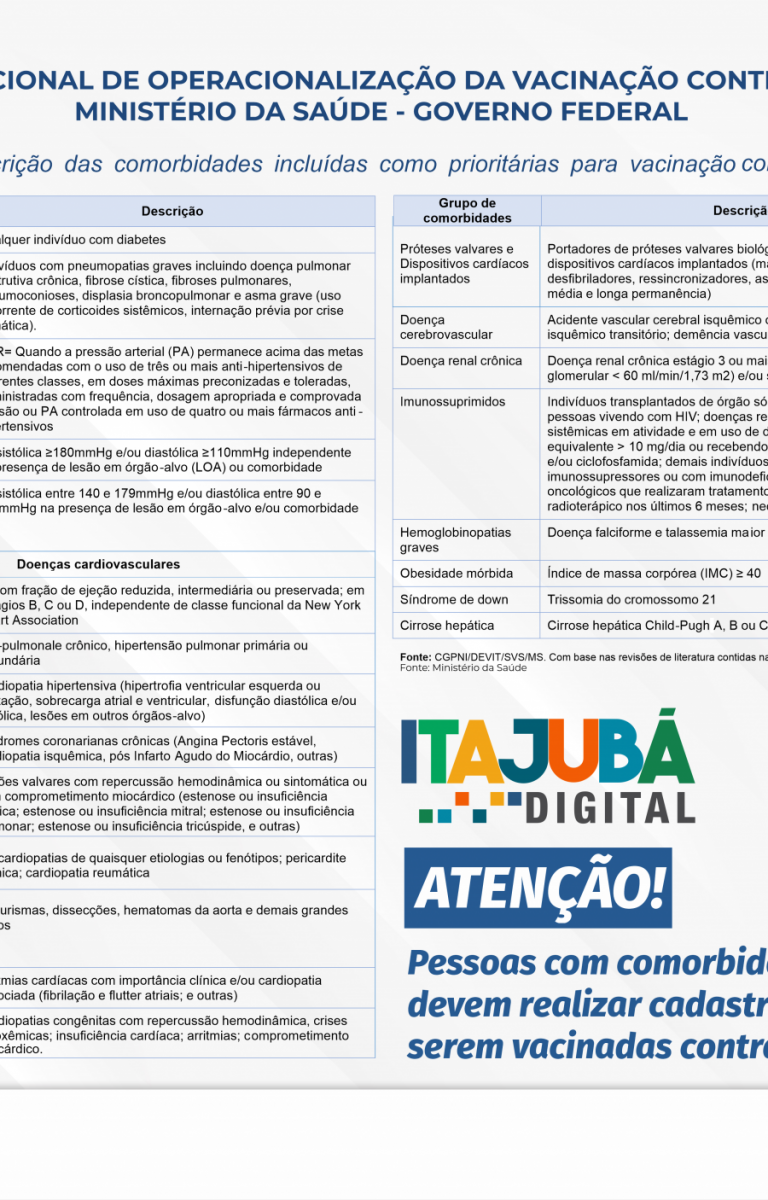 CIONAL DE OPERACIONALIZAÇÃO DA VACINAÇÃO CONT
MINISTÉRIO DA SAÚDE - GOVERNO FEDERAL
rição das comorbidades incluídas como prioritárias para vacinação co
Descrição
lquer indivíduo com diabetes
víduos com pneumopatias graves incluindo doença pulmonar
trutiva crônica, fibrose cística, fibroses pulmonares,
umoconioses, displasia broncopulmonar e asma grave (uso
orrente de corticoides sistêmicos, internação prévia por crise
ática).
R= Quando a pressão arterial (PA) permanece acima das metas
omendadas com o uso de três ou mais anti-hipertensivos de
rentes classes, em doses máximas preconizadas e toleradas,
ministradas com frequência, dosagem apropriada e comprovada
são ou PA controlada em uso de quatro ou mais fármacos anti-
ertensivos
sistólica ≥180mmHg e/ou diastólica ≥110mmHg independente
presença de lesão em órgão-alvo (LOA) ou comorbidade
sistólica entre 140 e 179mmHg e/ou diastólica entre 90 e
mmHg na presença de lesão em órgão-alvo e/ou comorbidade
Doenças cardiovasculares
om fração de ejeção reduzida, intermediária ou preservada; em
gios B, C ou D, independente de classe funcional da New York
rt Association
-pulmonale crônico, hipertensão pulmonar primária ou
undária
diopatia hipertensiva (hipertrofia ventricular esquerda ou
tação, sobrecarga atrial e ventricular, disfunção diastólica e/ou
ólica, lesões em outros órgãos-alvo)
dromes coronarianas crônicas (Angina Pectoris estável,
diopatia isquêmica, pós Infarto Agudo do Miocárdio, outras)
ões valvares com repercussão hemodinâmica ou sintomática ou
comprometimento miocárdico (estenose ou insuficiência
tica; estenose ou insuficiência mitral; estenose ou insuficiência
monar; estenose ou insuficiência tricúspide, e outras)
cardiopatias de quaisquer etiologias ou fenótipos; pericardite
nica; cardiopatia reumática
urismas, dissecções, hematomas da aorta e demais grandes
os
mias cardíacas com importância clínica e/ou cardiopatia
ociada (fibrilação e flutter atriais; e outras)
diopatias congênitas com repercussão hemodinâmica, crises
oxêmicas; insuficiência cardíaca; arritmias; comprometimento
cárdico.
Grupo de
comorbidades
Descriçã
Próteses valvares e
Dispositivos cardíacos
implantados
Portadores de próteses valvares biológ
dispositivos cardíacos implantados (ma
desfibriladores, ressincronizadores, as
média e longa permanência)
Doença
cerebrovascular
Acidente vascular cerebral isquêmico o
isquêmico transitório; demência vascu
Doença renal crônica
Doença renal crônica estágio 3 ou mai
glomerular < 60 ml/min/1,73 m2) e/ou s
Imunossuprimidos
Indivíduos transplantados de órgão só
pessoas vivendo com HIV; doenças re
sistêmicas em atividade e em uso de d
equivalente > 10 mg/dia ou recebendo
e/ou ciclofosfamida; demais indivíduos
imunossupressores ou com imunodefic
oncológicos que realizaram tratamento
radioterápico nos últimos 6 meses; neo
Hemoglobinopatias
graves
Doença falciforme e talassemia maior
Obesidade mórbida
Índice de massa corpórea (IMC) ≥ 40
Síndrome de down
Trissomia do cromossomo 21
Cirrose hepática
Cirrose hepática Child-Pugh A, B ou C
Fonte: CGPNI/DEVIT/SVS/MS. Com base nas revisões de literatura contidas na
Fonte: Ministério da Saúde
ITAJUBÁ
DIGITAL
ATENÇÃO!
Pessoas com comorbid
devem realizar cadastr
serem vacinadas contr